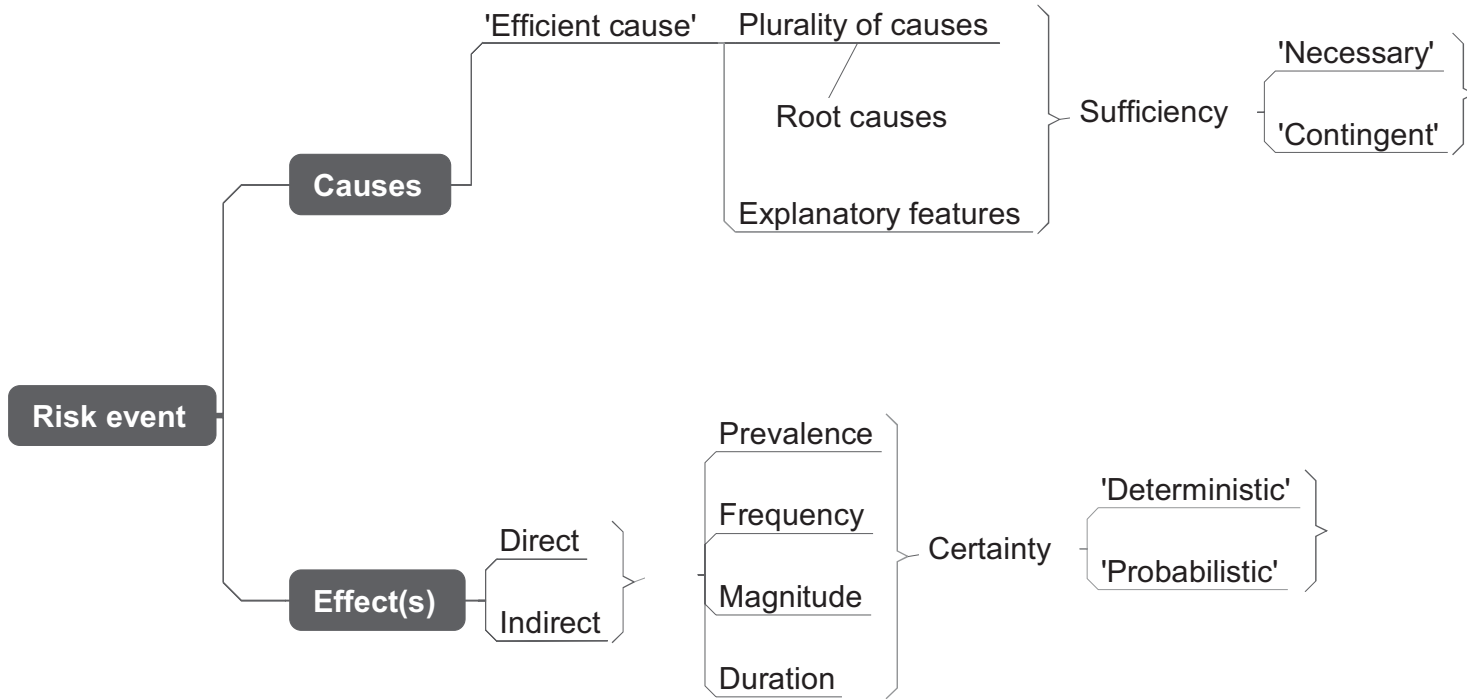 'Efficient cause'
Plurality of causes
Root causes
Explanatory features
Sufficiency
'Necessary'
'Contingent'
Causes
Risk event
Effect(s)
Direct
Indirect
Prevalence
Frequency
Magnitude
Duration
Certainty
'Deterministic'
'Probabilistic'